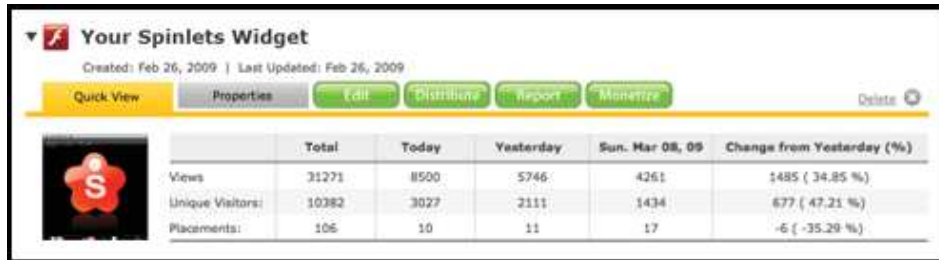 Your Spinlets Widget
Created: Feb 26, 2009 | Last Updated: Feb 26, 2009
Quick View Properties Edit Distribute Report Monetize Delete
Total Today Yesterday Sun. Mar 08, 09 Change from Yesterday (%)
Views 31271 8500 5746 4261 1485 ( 34.85 %)
Unique Visitors: 10382 3027 2111 1434 677 ( 47.21 %)
Placements: 106 10 11 17 -6 ( -35.29 %)
S